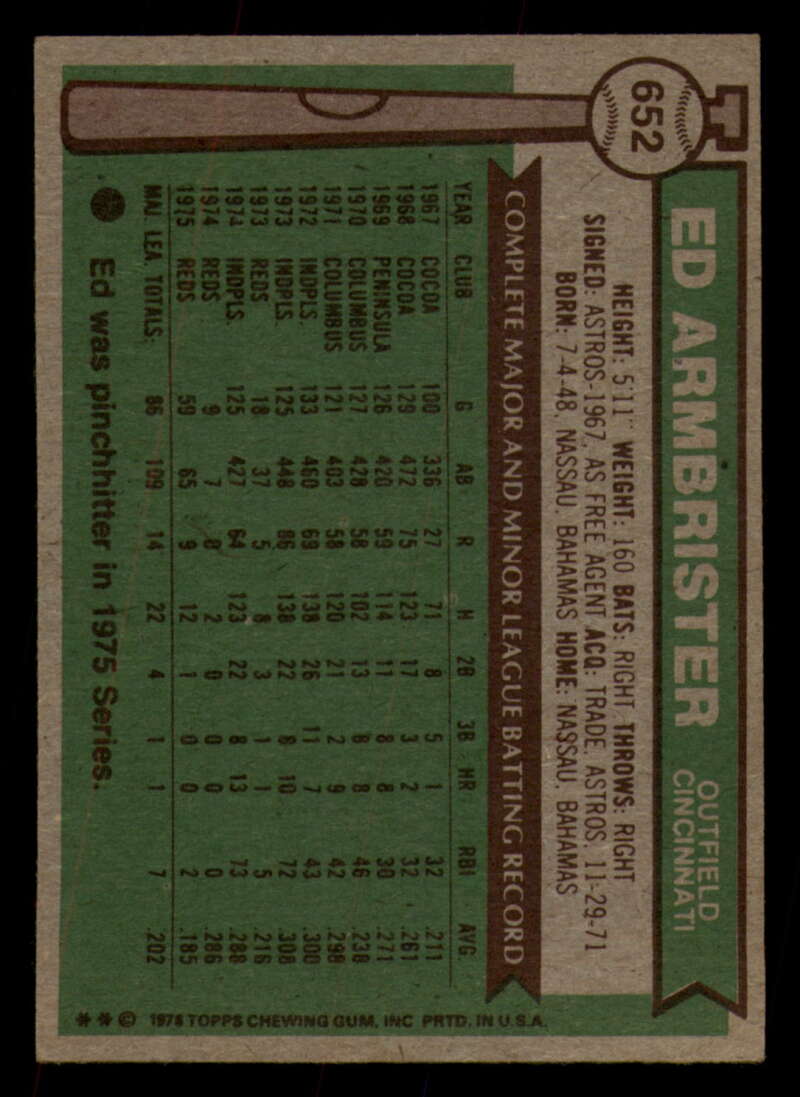 652
ED ARMBRISTER
OUTFIELD
CINCINNATI
HEIGHT: 5'11" WEIGHT: 160 BATS: RIGHT THROWS: RIGHT
SIGNED: ASTROS-1967, AS FREE AGENT ACQ: TRADE, ASTROS, 11-29-71
BORN: 7-4-48, NASSAU, BAHAMAS HOME: NASSAU, BAHAMAS
COMPLETE MAJOR AND MINOR LEAGUE BATTING RECORD
YEAR CLUB G AB R H 2B 3B HR RBI AVG
1967 COCOA 100 336 27 71 8 5 1 32 .211
1968 COCOA 129 472 75 123 17 3 2 32 .261
1969 PENINSULA 126 420 59 114 11 8 8 30 .271
1970 COLUMBUS 127 428 58 102 13 8 8 46 .238
1971 COLUMBUS 121 403 58 120 21 2 9 42 .298
1972 INDPLS. 133 460 69 138 26 11 7 43 .300
1973 INDPLS. 125 448 86 138 22 8 10 72 .308
1973 REDS 18 37 5 8 3 1 1 5 .216
1974 INDPLS. 125 427 64 123 22 8 13 73 .288
1974 REDS 9 7 8 2 0 0 0 0 .286
1975 REDS 59 65 9 12 1 0 0 2 .185
MAJ. LEA. TOTALS: 86 109 14 22 4 1 1 7 .202
Ed was pinchhitter in 1975 Series.
** © 1976 TOPPS CHEWING GUM, INC PRTD. IN U.S.A.